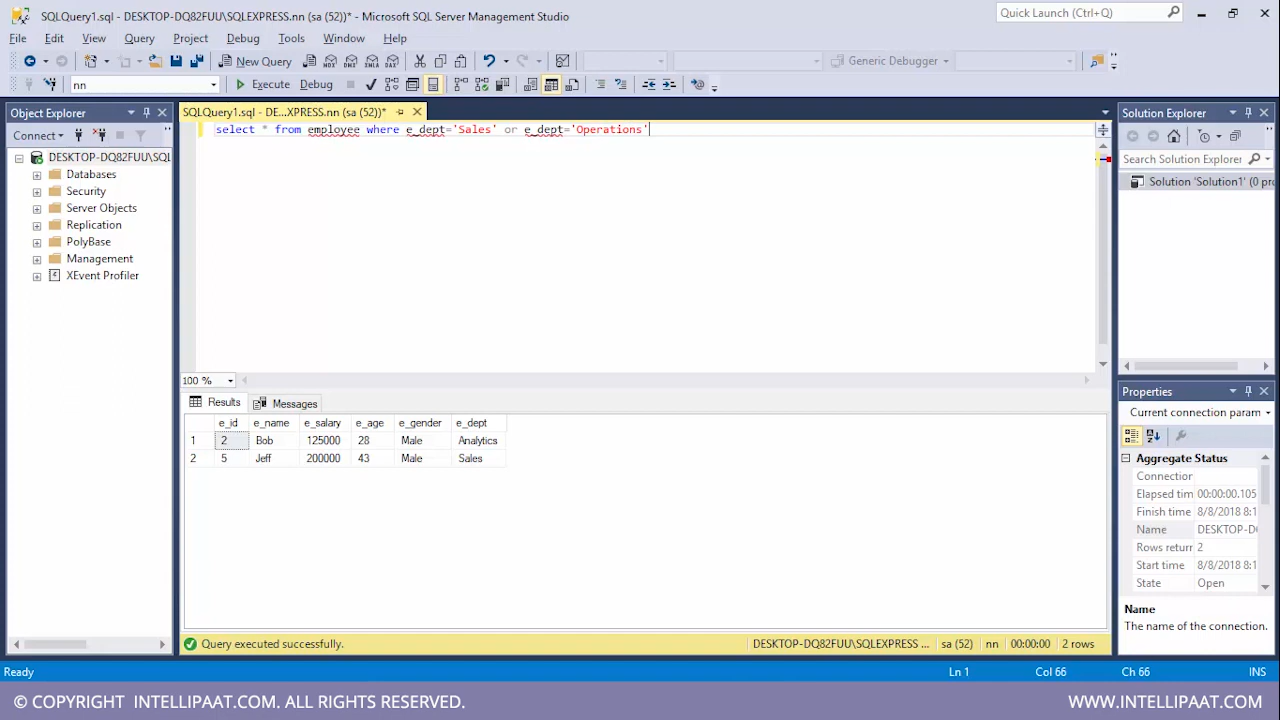 SQLQuery1.sql - DESKTOP-DQ82FUU\SQLEXPRESS.nn (sa (52))* - Microsoft SQL Server Management Studio
Quick Launch (Ctrl+Q)
File Edit View Query Project Debug Tools Window Help
New Query
Generic Debugger
nn
Execute Debug
Object Explorer
SQLQuery1.sql - DE...XPRESS.nn (sa (52))*
Solution Explorer
Connect
select * from employee where e_dept='Sales' or e_dept='Operations'
Search Solution Explorer
DESKTOP-DQ82FUU\SQL
Databases
Security
Server Objects
Replication
PolyBase
Management
XEvent Profiler
Solution 'Solution1' (0 pro
100 %
Results
Messages
e_id e_name e_salary e_age e_gender e_dept
1 2 Bob 125000 28 Male Analytics
2 5 Jeff 200000 43 Male Sales
Properties
Current connection param
Aggregate Status
Connection
Elapsed tim 00:00:00.105
Finish time 8/8/2018 8:1
Name DESKTOP-D
Rows return 2
Start time 8/8/2018 8:1
State Open
Name
The name of the connection.
Query executed successfully.
DESKTOP-DQ82FUU\SQLEXPRESS ... sa (52) nn 00:00:00 2 rows
Ready
Ln 1 Col 66 Ch 66 INS
© COPYRIGHT INTELLIPAAT.COM. ALL RIGHTS RESERVED.
WWW.INTELLIPAAT.COM